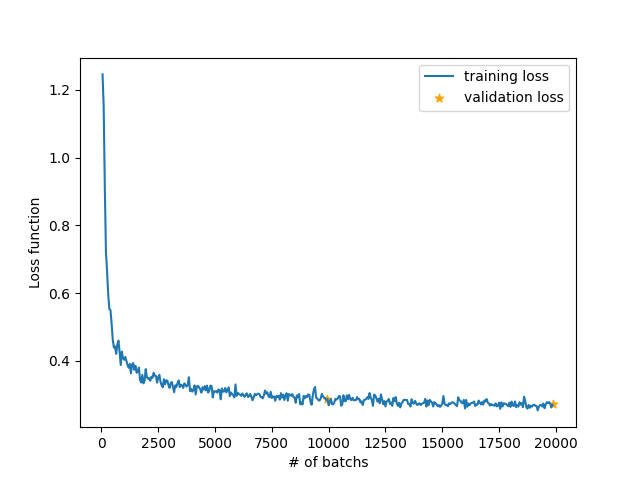 training loss
validation loss
1.2
1.0
0.8
0.6
0.4
Loss function
0 2500 5000 7500 10000 12500 15000 17500 20000
# of batchs